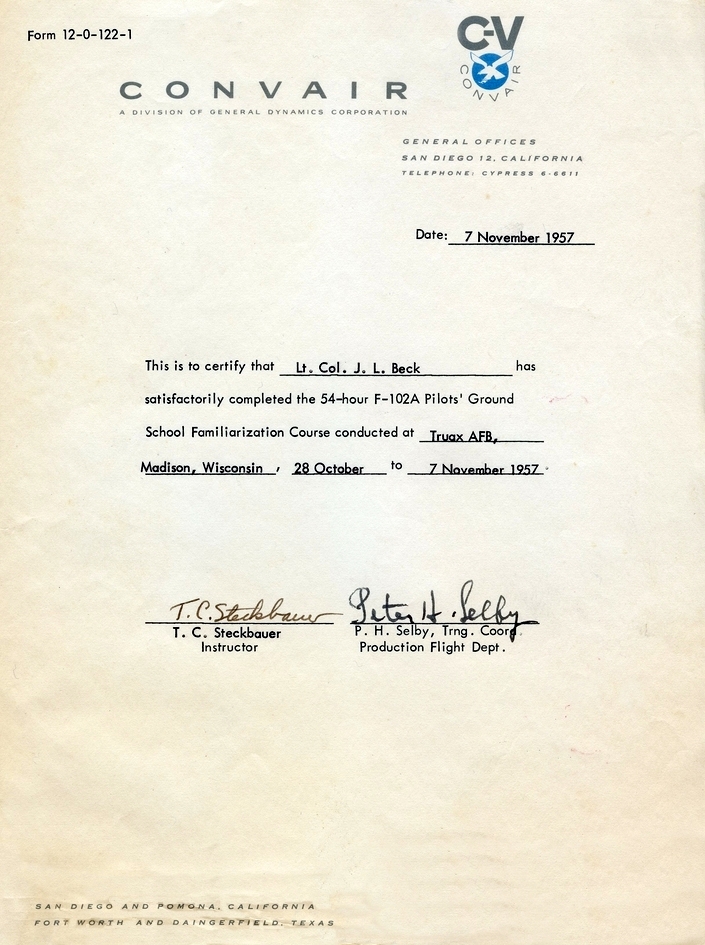 Form 12-0-122-1
C-V
CONVAIR
CONVAIR
A DIVISION OF GENERAL DYNAMICS CORPORATION
GENERAL OFFICES
SAN DIEGO 12, CALIFORNIA
TELEPHONE: CYPRESS 6-6611
Date: 7 November 1957
This is to certify that Lt. Col. J. L. Beck has
satisfactorily completed the 54-hour F-102A Pilots' Ground
School Familiarization Course conducted at Truax AFB,
Madison, Wisconsin , 28 October to 7 November 1957 .
T. C. Steckbauer Peter H. Selby
T. C. Steckbauer P. H. Selby, Trng. Coord.
Instructor Production Flight Dept.
SAN DIEGO AND POMONA, CALIFORNIA
FORT WORTH AND DAINGERFIELD, TEXAS